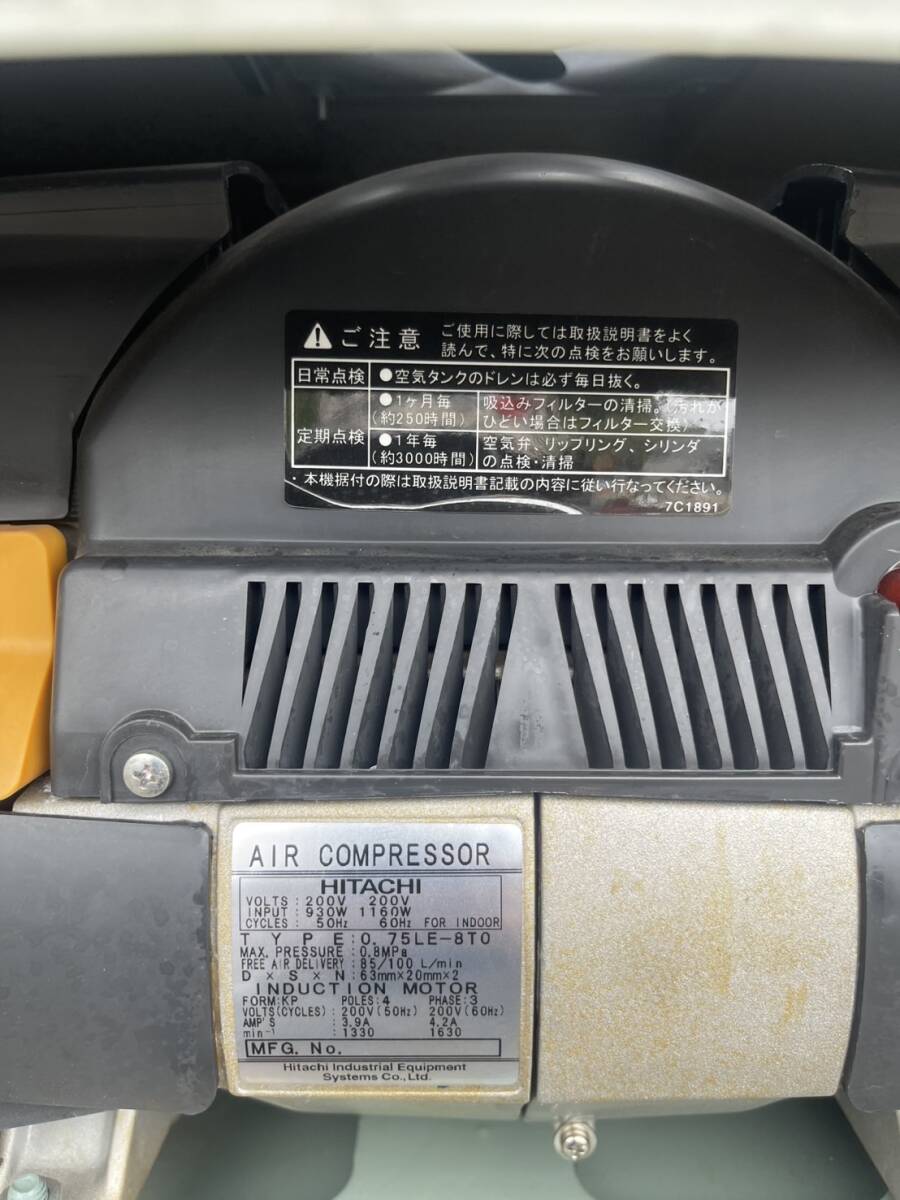 ご注意 ご使用に際しては取扱説明書をよく
読んで、特に次の点検をお願いします。
日常点検 ●空気タンクのドレンは必ず毎日抜く。
定期点検
●1ヶ月毎 吸込みフィルターの清掃。(汚れが
(約250時間) ひどい場合はフィルター交換)
●1年毎 空気弁、リップリング、シリンダ
(約3000時間) の点検・清掃
・本機据付の際は取扱説明書記載の内容に従い行なってください。
7C1891
AIR COMPRESSOR
HITACHI
VOLTS : 200V 200V
INPUT : 930W 1160W
CYCLES : 50Hz 60Hz FOR INDOOR
TYPE : 0.75LE-8T0
MAX. PRESSURE : 0.8MPa
FREE AIR DELIVERY : 85/100 L/min
D × S × N : 63mm×20mm×2
INDUCTION MOTOR
FORM:KP POLES:4 PHASE:3
VOLTS(CYCLES) : 200V(50Hz) 200V(60Hz)
AMP'S : 3.9A 4.2A
min⁻¹ : 1330 1630
MFG. No.
Hitachi Industrial Equipment
Systems Co., Ltd.